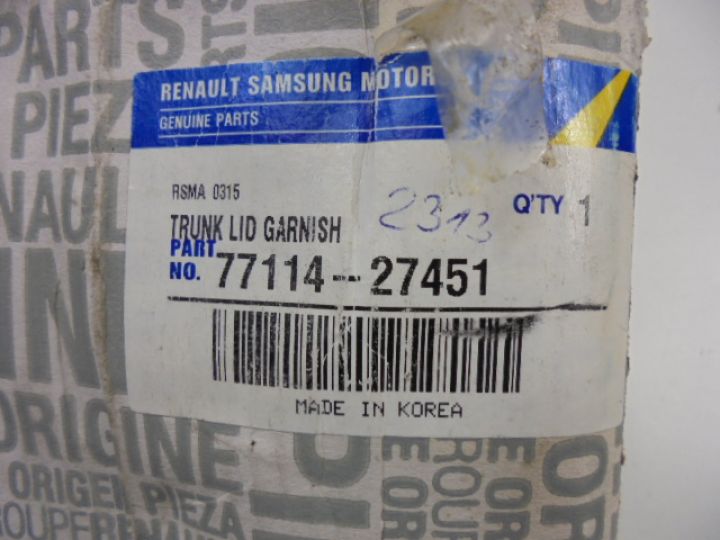 RENAULT SAMSUNG MOTOR
GENUINE PARTS
RSMA 0315
TRUNK LID GARNISH 2313 Q'TY 1
PART
NO. 77114-27451
MADE IN KOREA
PARTS
PIEZ
NAUL
ORIGINE
ORIGEN PIEZA